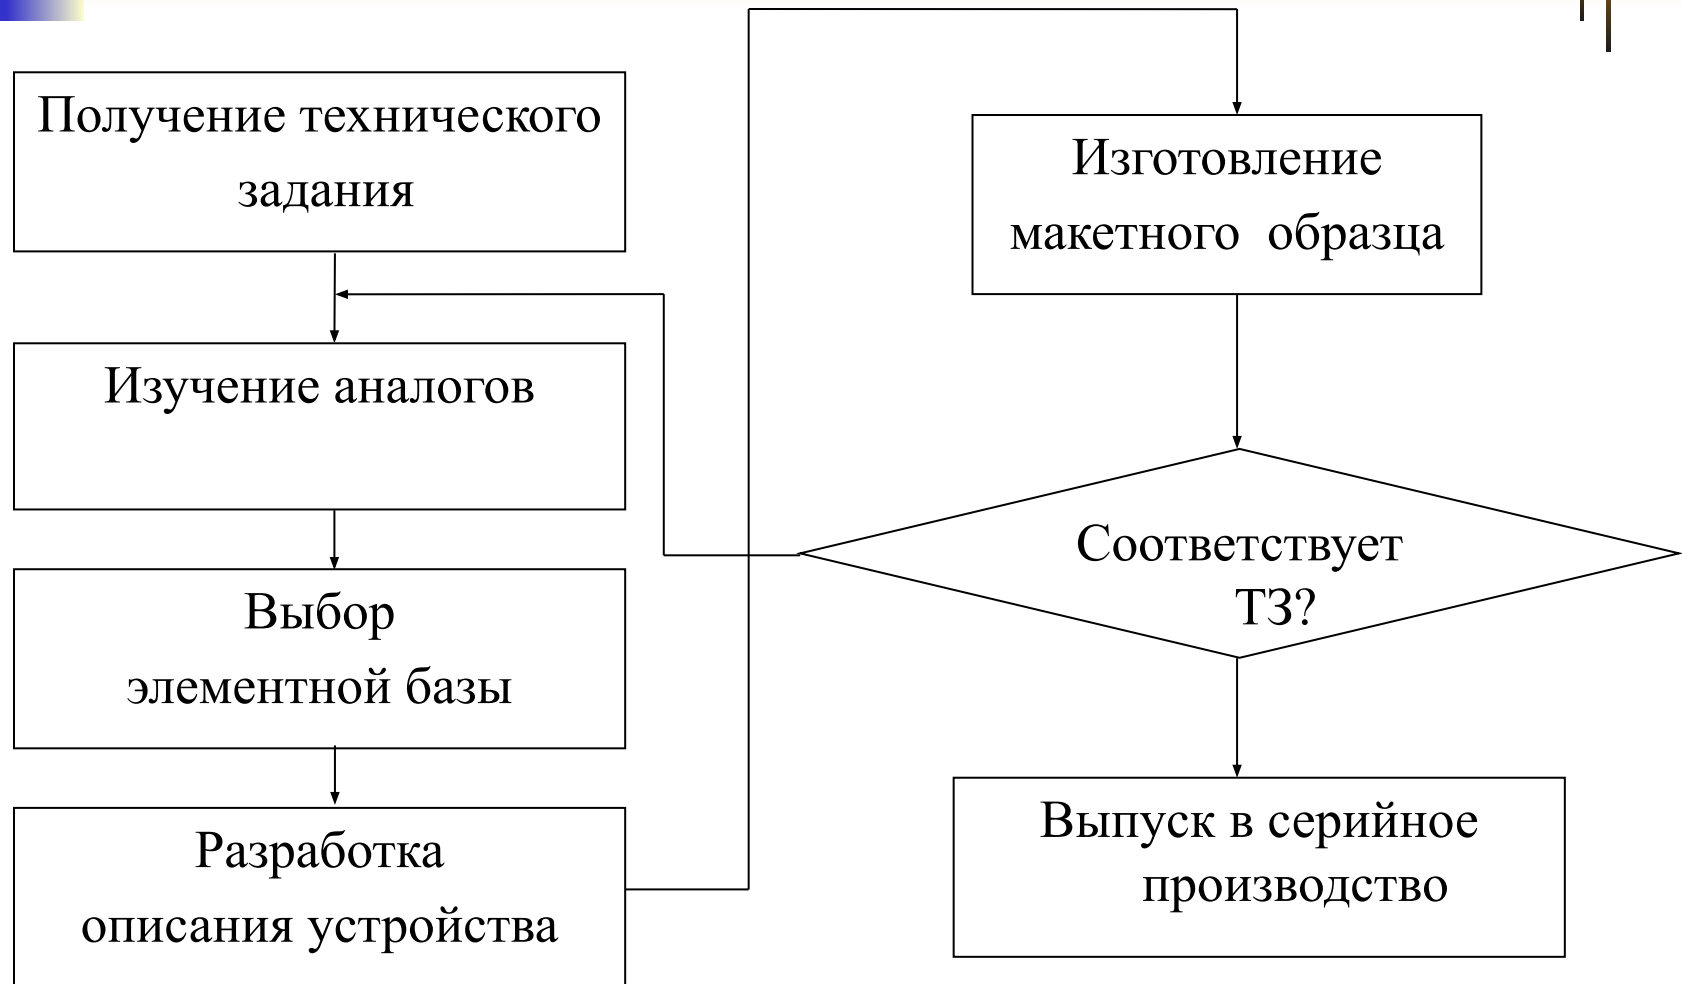 Получение технического
задания
Изучение аналогов
Выбор
элементной базы
Разработка
описания устройства
Изготовление
макетного образца
Соответствует
ТЗ?
Выпуск в серийное
производство